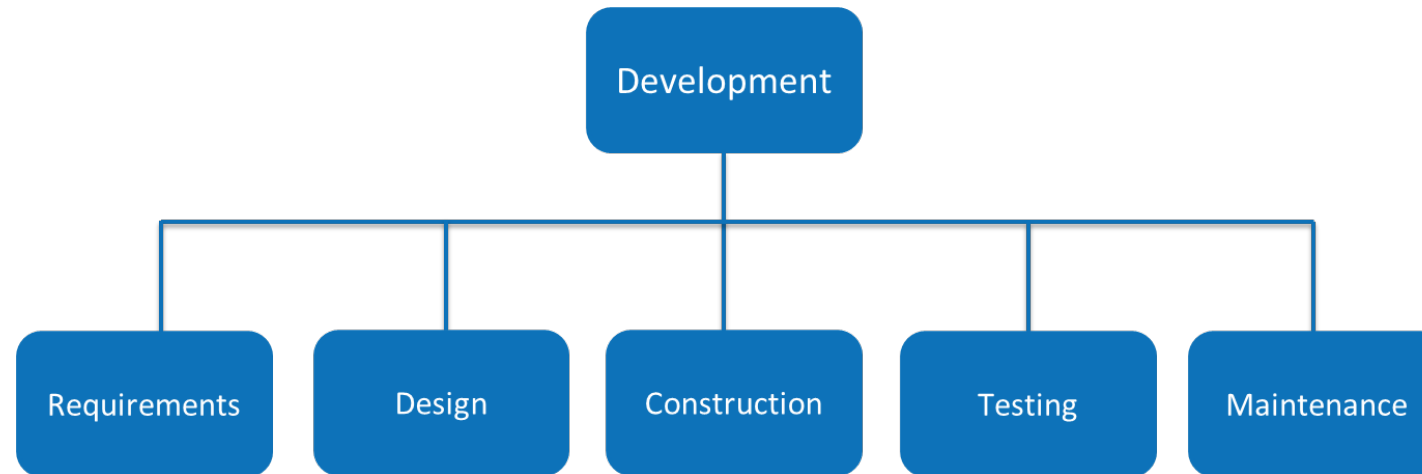 Development
Requirements
Design
Construction
Testing
Maintenance